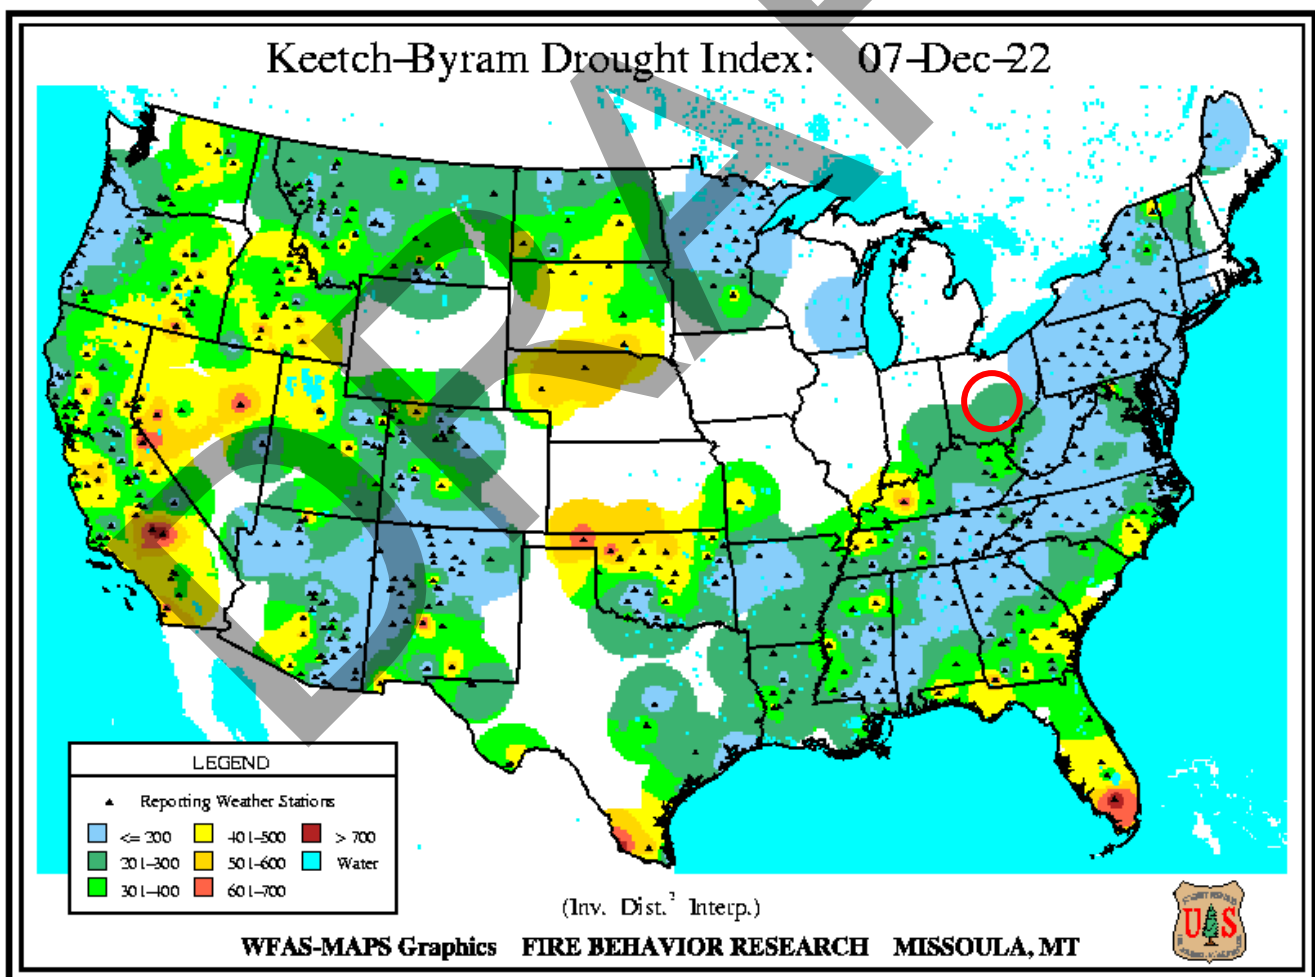 Keetch–Byram Drought Index: 07–Dec–22
DRAFT
LEGEND
Reporting Weather Stations
<= 200
401–500
> 700
201–300
501–600
Water
301–400
601–700
(Inv. Dist.² Interp.)
WFAS-MAPS Graphics FIRE BEHAVIOR RESEARCH MISSOULA, MT
US